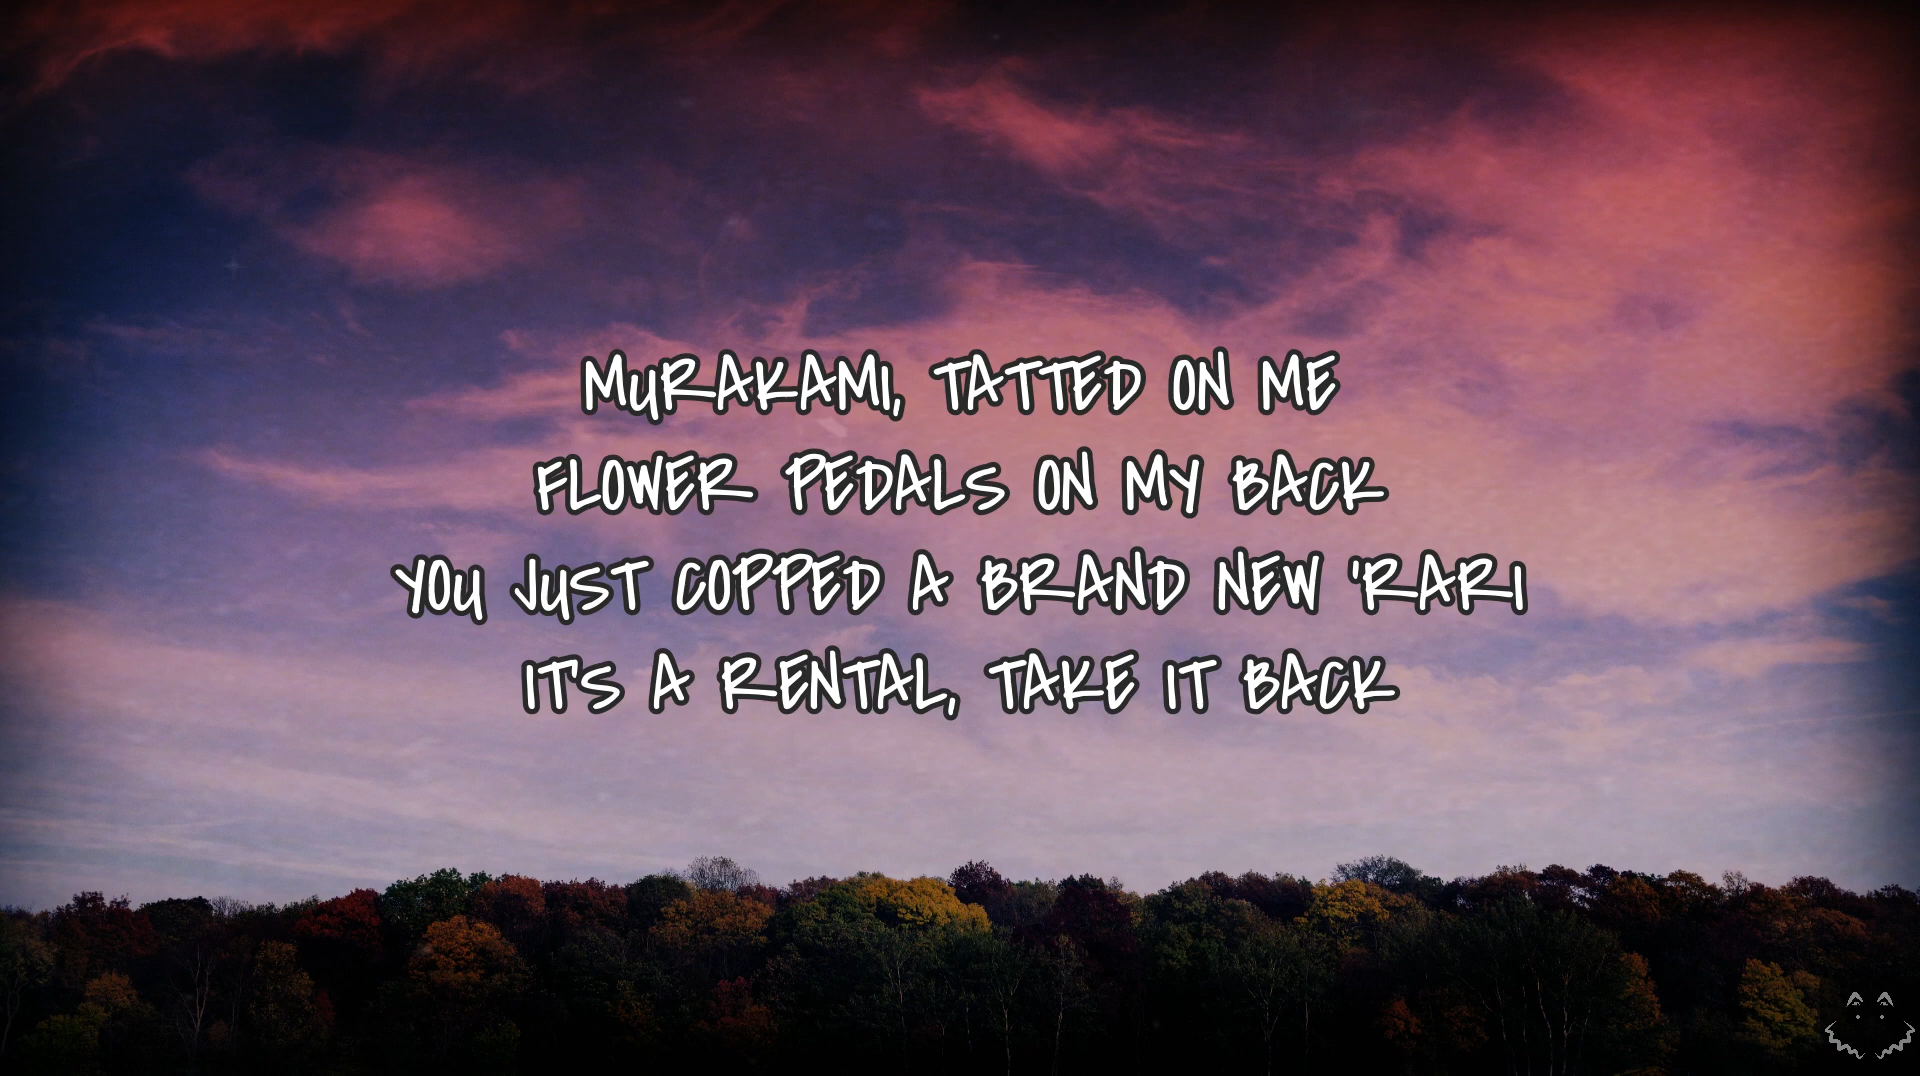 MURAKAMI, TATTED ON ME
FLOWER PEDALS ON MY BACK
YOU JUST COPPED A BRAND NEW 'RARI
IT'S A RENTAL, TAKE IT BACK